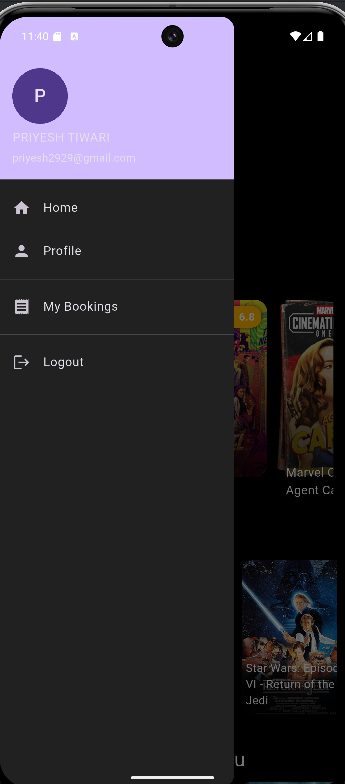 11:40
P
PRIYESH TIWARI
priyesh2929@gmail.com
Home
Profile
My Bookings
Logout
6.8
MARVEL
CINEMATIC
ONE
Marvel
Agent
Star Wars: Episod
VI - Return of the
Jedi
u